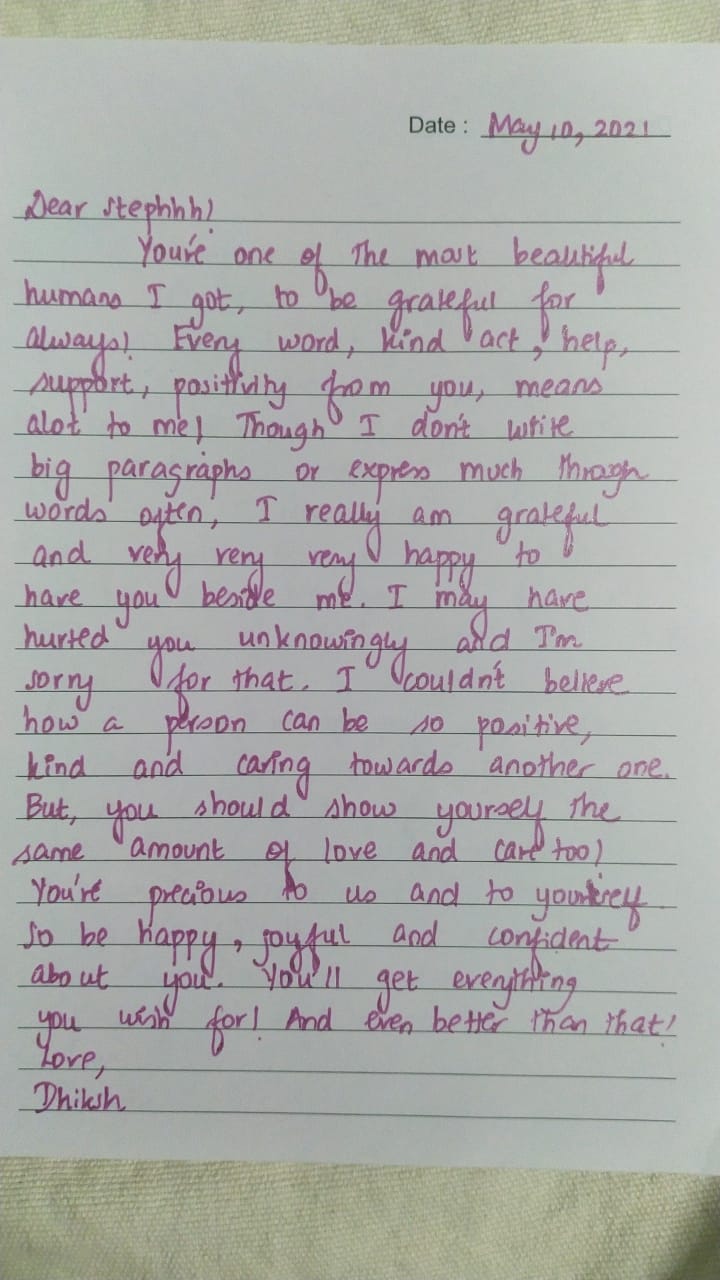 Date : May 10, 2021
Dear Stephhh!
You're one of the most beautiful
humans I got, to be grateful for
always! Every word, kind act, help,
support, positivity from you, means
alot to me! Though I don't write
big paragraphs or express much through
words often, I really am grateful
and very very very happy to
have you beside me. I may have
hurted you unknowingly and I'm
sorry for that. I couldn't believe
how a person can be so positive,
kind and caring towards another one.
But, you should show yourself the
same amount of love and care too!
You're precious to us and to yourself
so be happy, joyful and confident
about you. You'll get everything
you wish for! And even better than that!
Love,
Dhiksh